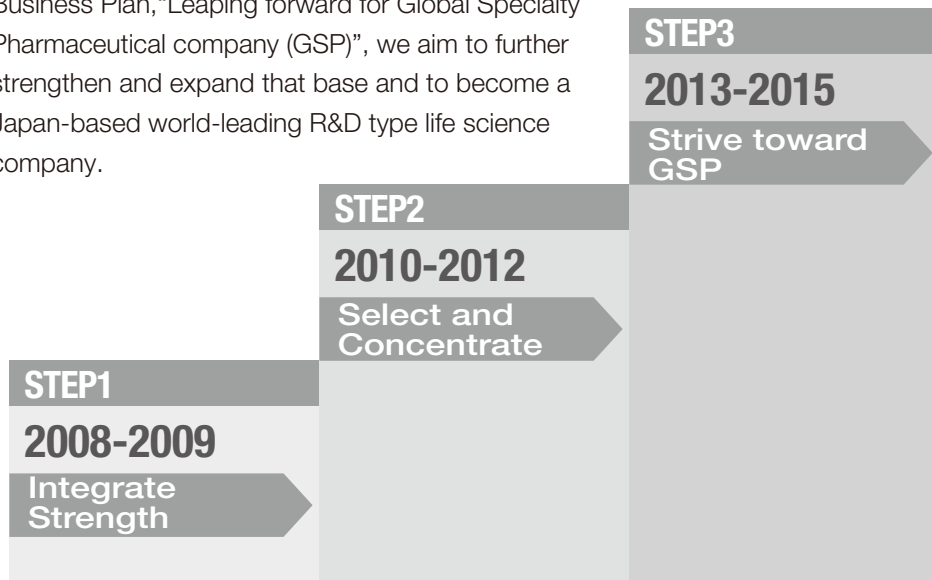 Business Plan,"Leaping forward for Global Specialty
Pharmaceutical company (GSP)", we aim to further
strengthen and expand that base and to become a
Japan-based world-leading R&D type life science
company.
STEP1
2008-2009
Integrate
Strength
STEP2
2010-2012
Select and
Concentrate
STEP3
2013-2015
Strive toward
GSP